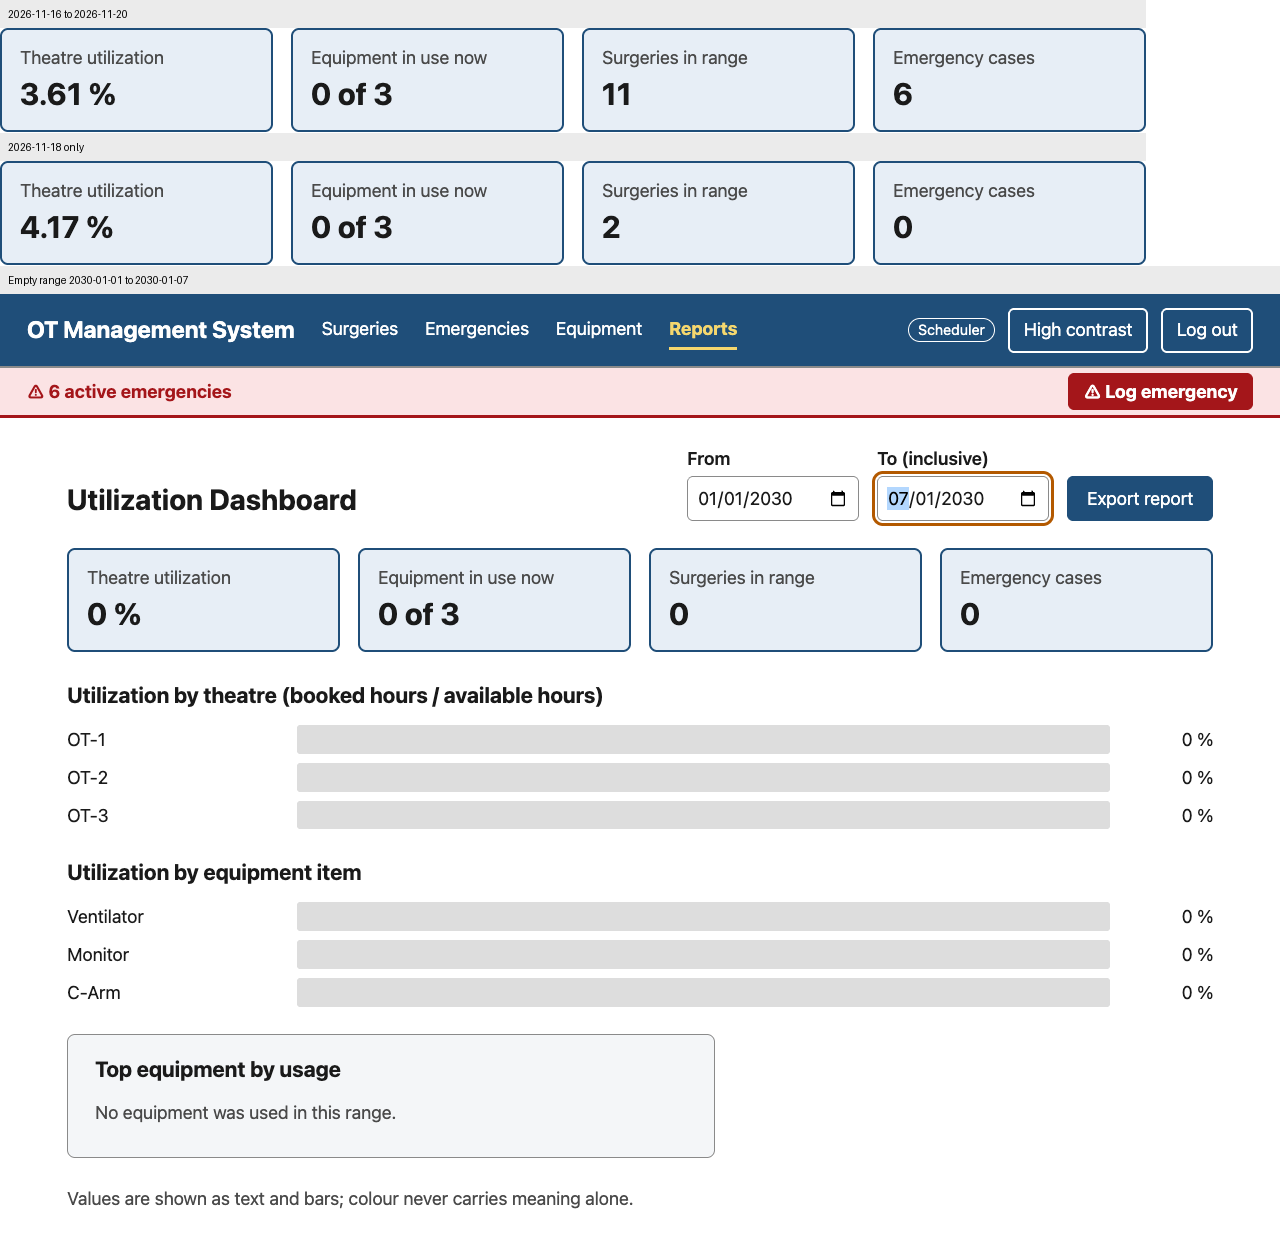 2026-11-16 to 2026-11-20
Theatre utilization
3.61 %
Equipment in use now
0 of 3
Surgeries in range
11
Emergency cases
6
2026-11-18 only
Theatre utilization
4.17 %
Equipment in use now
0 of 3
Surgeries in range
2
Emergency cases
0
Empty range 2030-01-01 to 2030-01-07
OT Management System
Surgeries
Emergencies
Equipment
Reports
Scheduler
High contrast
Log out
⚠ 6 active emergencies
⚠ Log emergency
Utilization Dashboard
From
01/01/2030
To (inclusive)
07/01/2030
Export report
Theatre utilization
0 %
Equipment in use now
0 of 3
Surgeries in range
0
Emergency cases
0
Utilization by theatre (booked hours / available hours)
OT-1 0 %
OT-2 0 %
OT-3 0 %
Utilization by equipment item
Ventilator 0 %
Monitor 0 %
C-Arm 0 %
Top equipment by usage
No equipment was used in this range.
Values are shown as text and bars; colour never carries meaning alone.